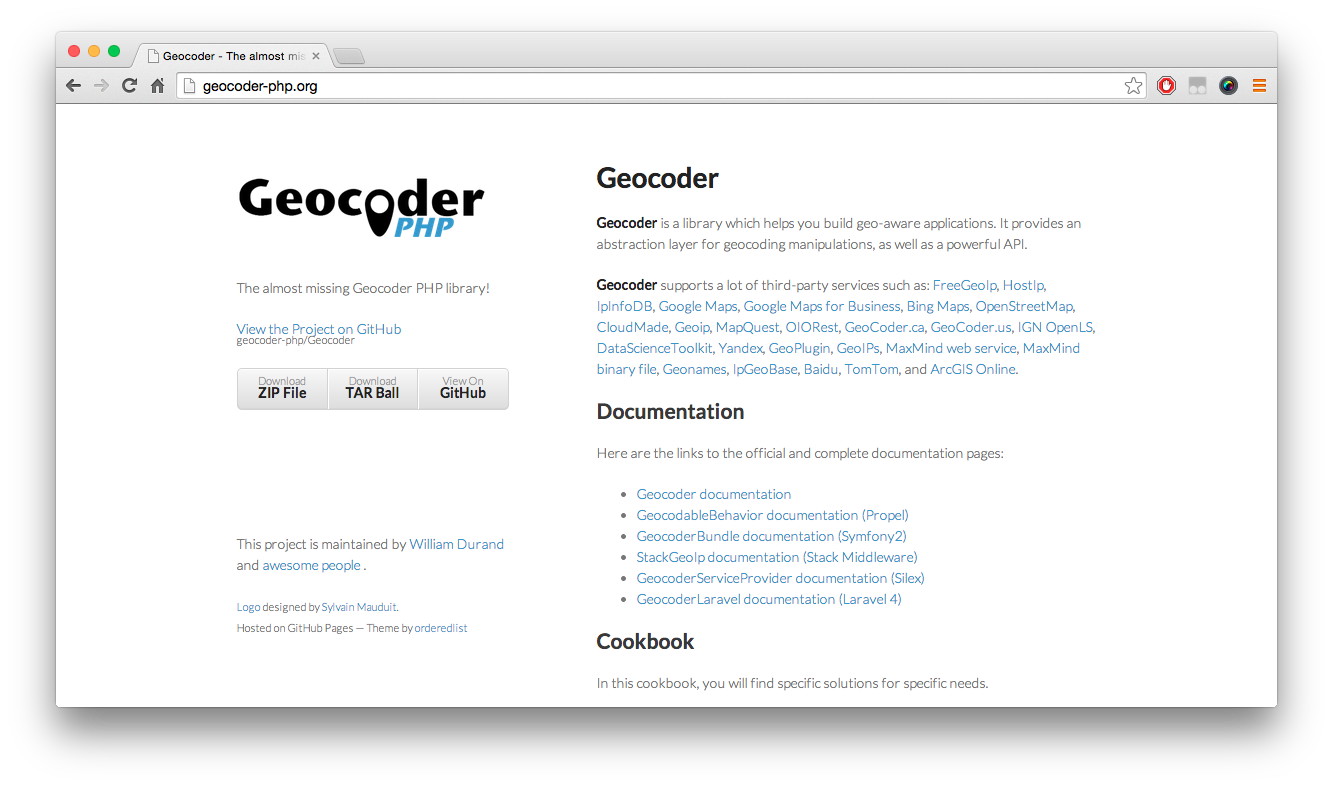 Geocoder - The almost mis
geocoder-php.org
Geocoder
PHP
The almost missing Geocoder PHP library!
View the Project on GitHub
geocoder-php/Geocoder
Download
ZIP File
Download
TAR Ball
View On
GitHub
This project is maintained by William Durand
and awesome people .
Logo designed by Sylvain Mauduit.
Hosted on GitHub Pages — Theme by orderedlist
Geocoder
Geocoder is a library which helps you build geo-aware applications. It provides an
abstraction layer for geocoding manipulations, as well as a powerful API.
Geocoder supports a lot of third-party services such as: FreeGeoIp, HostIp,
IpInfoDB, Google Maps, Google Maps for Business, Bing Maps, OpenStreetMap,
CloudMade, Geoip, MapQuest, OIORest, GeoCoder.ca, GeoCoder.us, IGN OpenLS,
DataScienceToolkit, Yandex, GeoPlugin, GeoIPs, MaxMind web service, MaxMind
binary file, Geonames, IpGeoBase, Baidu, TomTom, and ArcGIS Online.
Documentation
Here are the links to the official and complete documentation pages:
• Geocoder documentation
• GeocodableBehavior documentation (Propel)
• GeocoderBundle documentation (Symfony2)
• StackGeoIp documentation (Stack Middleware)
• GeocoderServiceProvider documentation (Silex)
• GeocoderLaravel documentation (Laravel 4)
Cookbook
In this cookbook, you will find specific solutions for specific needs.